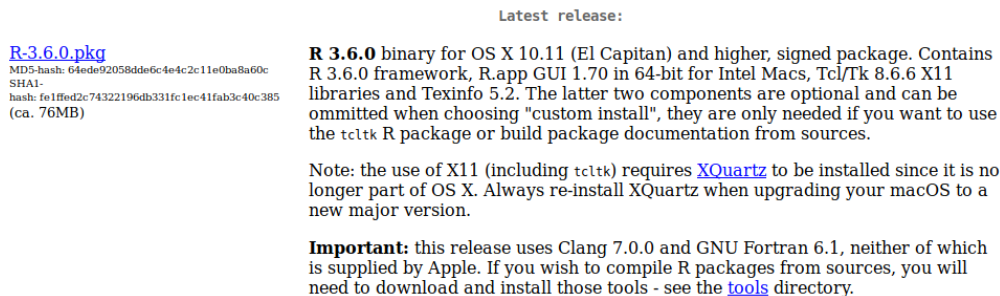 Latest release:
R-3.6.0.pkg
MD5-hash: 64ede92058dde6c4e4c2c11e0ba8a60c
SHA1-
hash: fe1ffed2c74322196db331fc1ec41fab3c40c385
(ca. 76MB)
R 3.6.0 binary for OS X 10.11 (El Capitan) and higher, signed package. Contains
R 3.6.0 framework, R.app GUI 1.70 in 64-bit for Intel Macs, Tcl/Tk 8.6.6 X11
libraries and Texinfo 5.2. The latter two components are optional and can be
ommitted when choosing "custom install", they are only needed if you want to use
the tcltk R package or build package documentation from sources.
Note: the use of X11 (including tcltk) requires XQuartz to be installed since it is no
longer part of OS X. Always re-install XQuartz when upgrading your macOS to a
new major version.
Important: this release uses Clang 7.0.0 and GNU Fortran 6.1, neither of which
is supplied by Apple. If you wish to compile R packages from sources, you will
need to download and install those tools - see the tools directory.